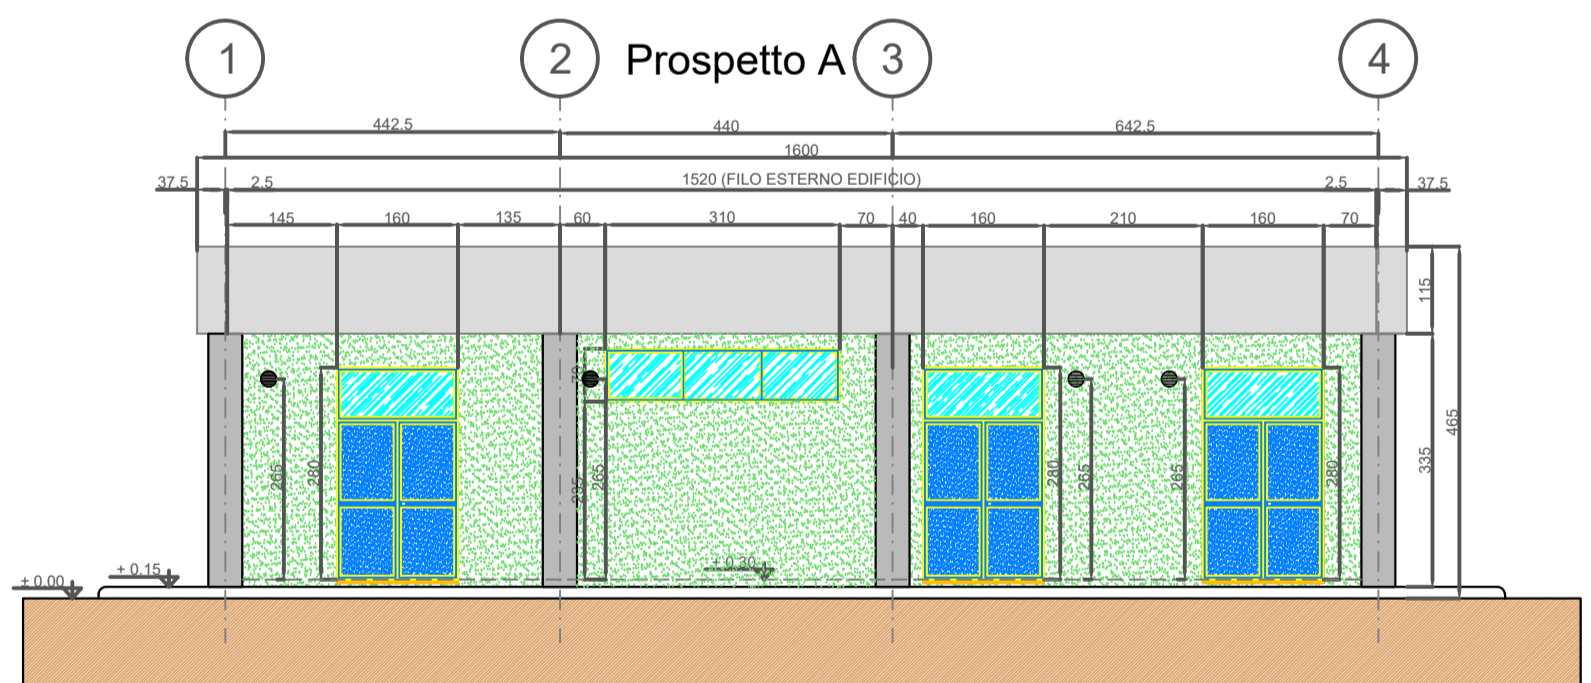 1 2 Prospetto A 3 4
442.5 440 642.5
1600
37.5 2.5 1520 (FILO ESTERNO EDIFICIO) 2.5 37.5
145 160 135 60 310 70 40 160 210 160 70
115
70
465
265 280 235 265 280 265 265 280 335
+ 0.30
+ 0.15
± 0.00